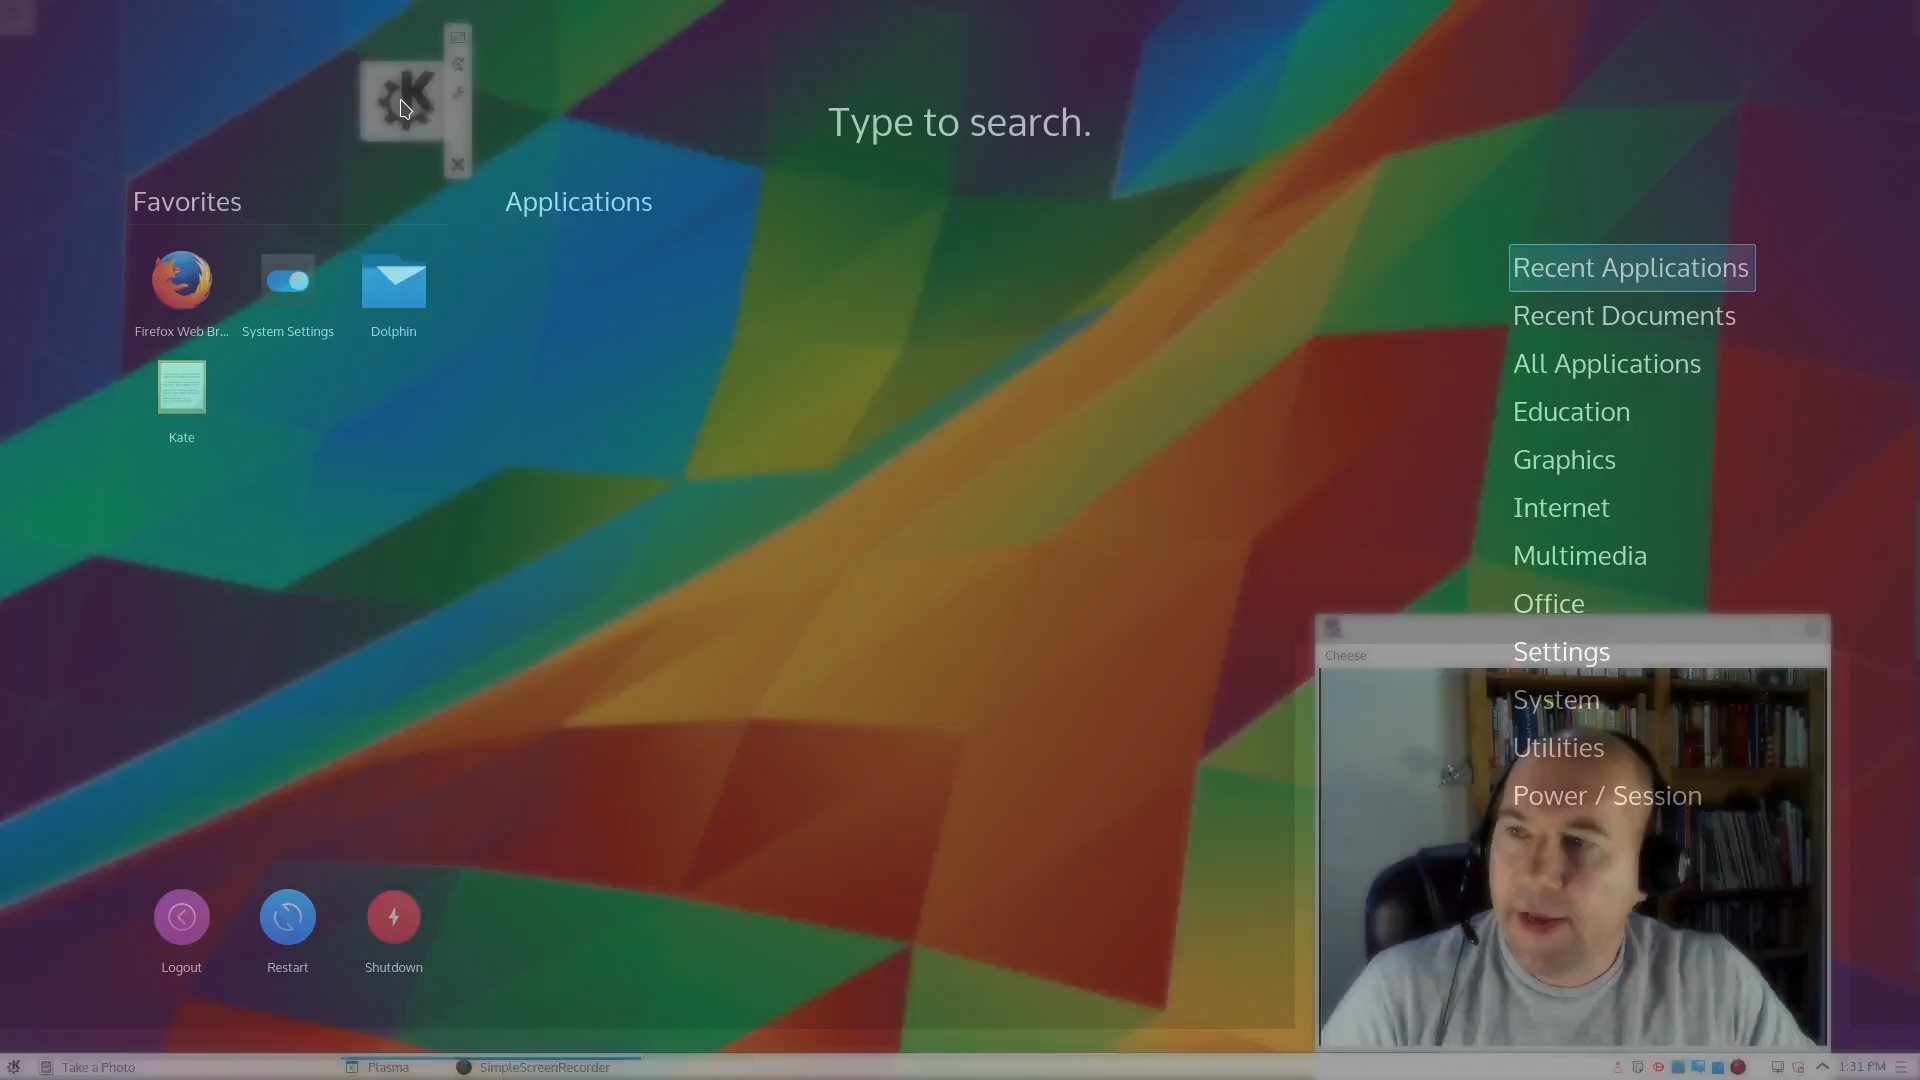 Type to search.
Favorites
Applications
Firefox Web Br...
System Settings
Dolphin
Kate
Recent Applications
Recent Documents
All Applications
Education
Graphics
Internet
Multimedia
Office
Settings
System
Utilities
Power / Session
Cheese
Logout
Restart
Shutdown
Take a Photo
Plasma
SimpleScreenRecorder
1:31 PM